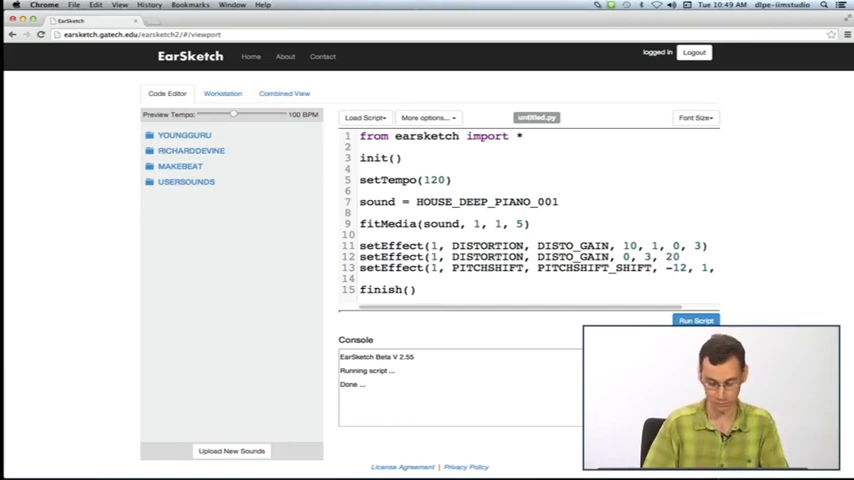 Chrome File Edit View History Bookmarks Window Help
Tue 10:49 AM dlpe-iimstudio
EarSketch
earsketch.gatech.edu/earsketch2/#/viewport
EarSketch Home About Contact
logged in Logout
Code Editor Workstation Combined View
Preview Tempo: 100 BPM
YOUNGGURU
RICHARDDEVINE
MAKEBEAT
USERSOUNDS
Upload New Sounds
Load Script More options... untitled.py Font Size
1 from earsketch import *
2
3 init()
4
5 setTempo(120)
6
7 sound = HOUSE_DEEP_PIANO_001
8
9 fitMedia(sound, 1, 1, 5)
10
11 setEffect(1, DISTORTION, DISTO_GAIN, 10, 1, 0, 3)
12 setEffect(1, DISTORTION, DISTO_GAIN, 0, 3, 20
13 setEffect(1, PITCHSHIFT, PITCHSHIFT_SHIFT, -12, 1,
14
15 finish()
Run Script
Console
EarSketch Beta V 2.55
Running script ...
Done ...
License Agreement | Privacy Policy